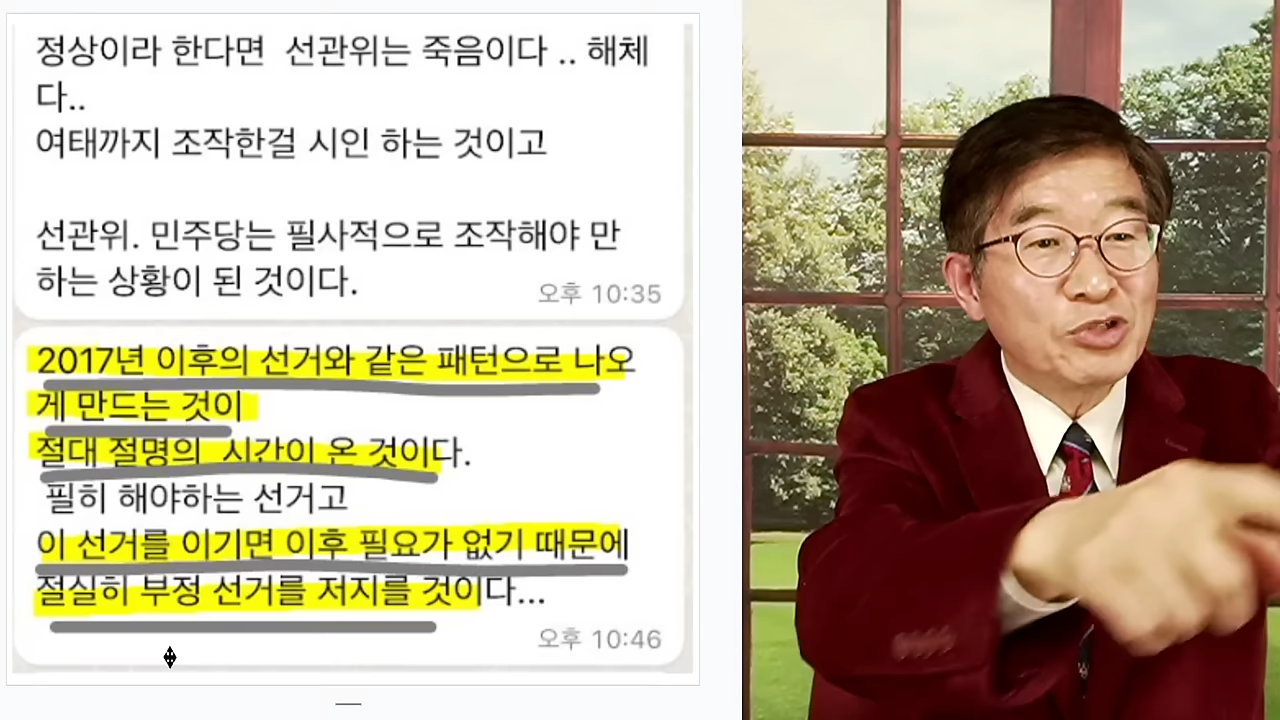 정상이라 한다면  선관위는 죽음이다 .. 해체
다..
여태까지 조작한걸 시인 하는 것이고
선관위. 민주당는 필사적으로 조작해야 만
하는 상황이 된 것이다.
오후 10:35
2017년 이후의 선거와 같은 패턴으로 나오
게 만드는 것이
절대 절명의  시간이 온 것이다.
필히 해야하는 선거고
이 선거를 이기면 이후 필요가 없기 때문에
절실히 부정 선거를 저지를 것이다...
오후 10:46